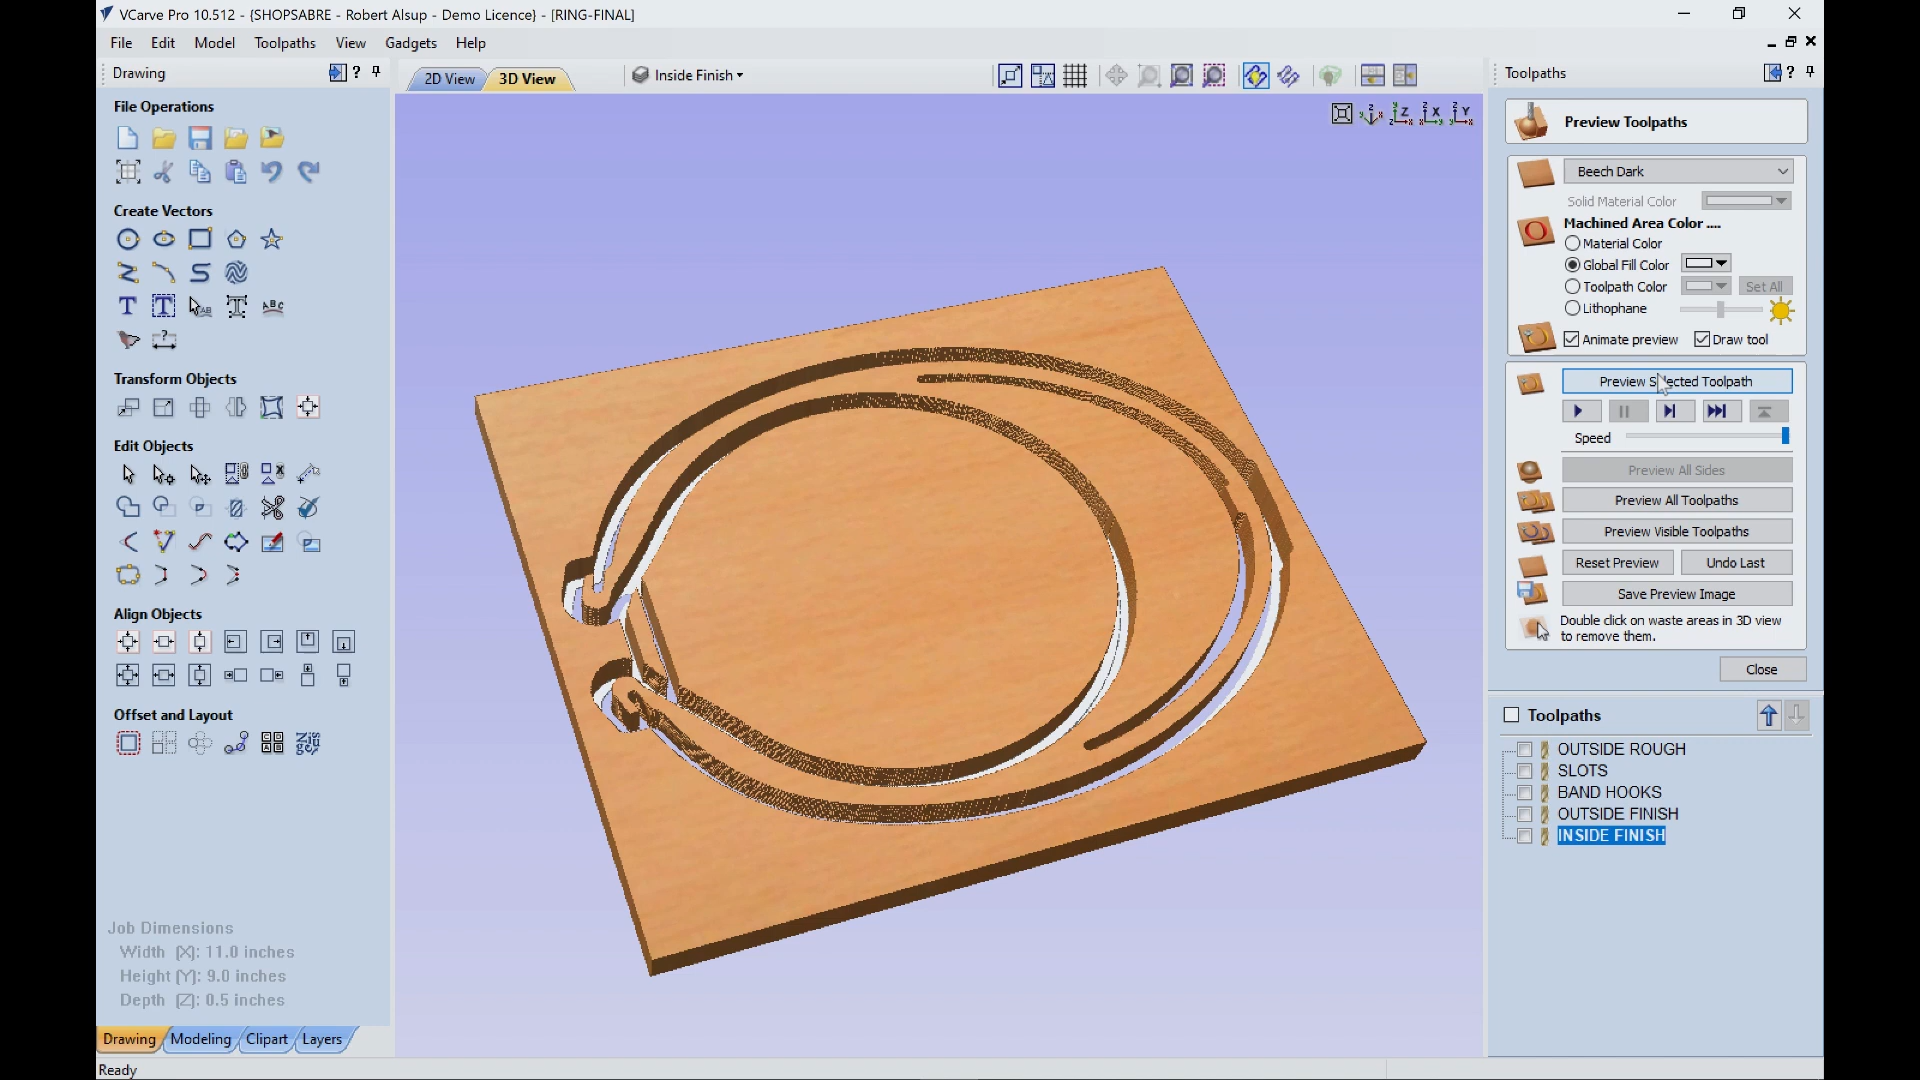 VCarve Pro 10.512 - {SHOPSABRE - Robert Alsup - Demo Licence} - [RING-FINAL]
File Edit Model Toolpaths View Gadgets Help
Drawing
File Operations
Create Vectors
Transform Objects
Edit Objects
Align Objects
Offset and Layout
Job Dimensions
Width (X): 11.0 inches
Height (Y): 9.0 inches
Depth (Z): 0.5 inches
Drawing Modeling Clipart Layers
Ready
2D View 3D View Inside Finish
Toolpaths
Preview Toolpaths
Beech Dark
Solid Material Color
Machined Area Color ....
Material Color
Global Fill Color
Toolpath Color Set All
Lithophane
Animate preview Draw tool
Preview Selected Toolpath
Speed
Preview All Sides
Preview All Toolpaths
Preview Visible Toolpaths
Reset Preview Undo Last
Save Preview Image
Double click on waste areas in 3D view
to remove them.
Close
Toolpaths
OUTSIDE ROUGH
SLOTS
BAND HOOKS
OUTSIDE FINISH
INSIDE FINISH